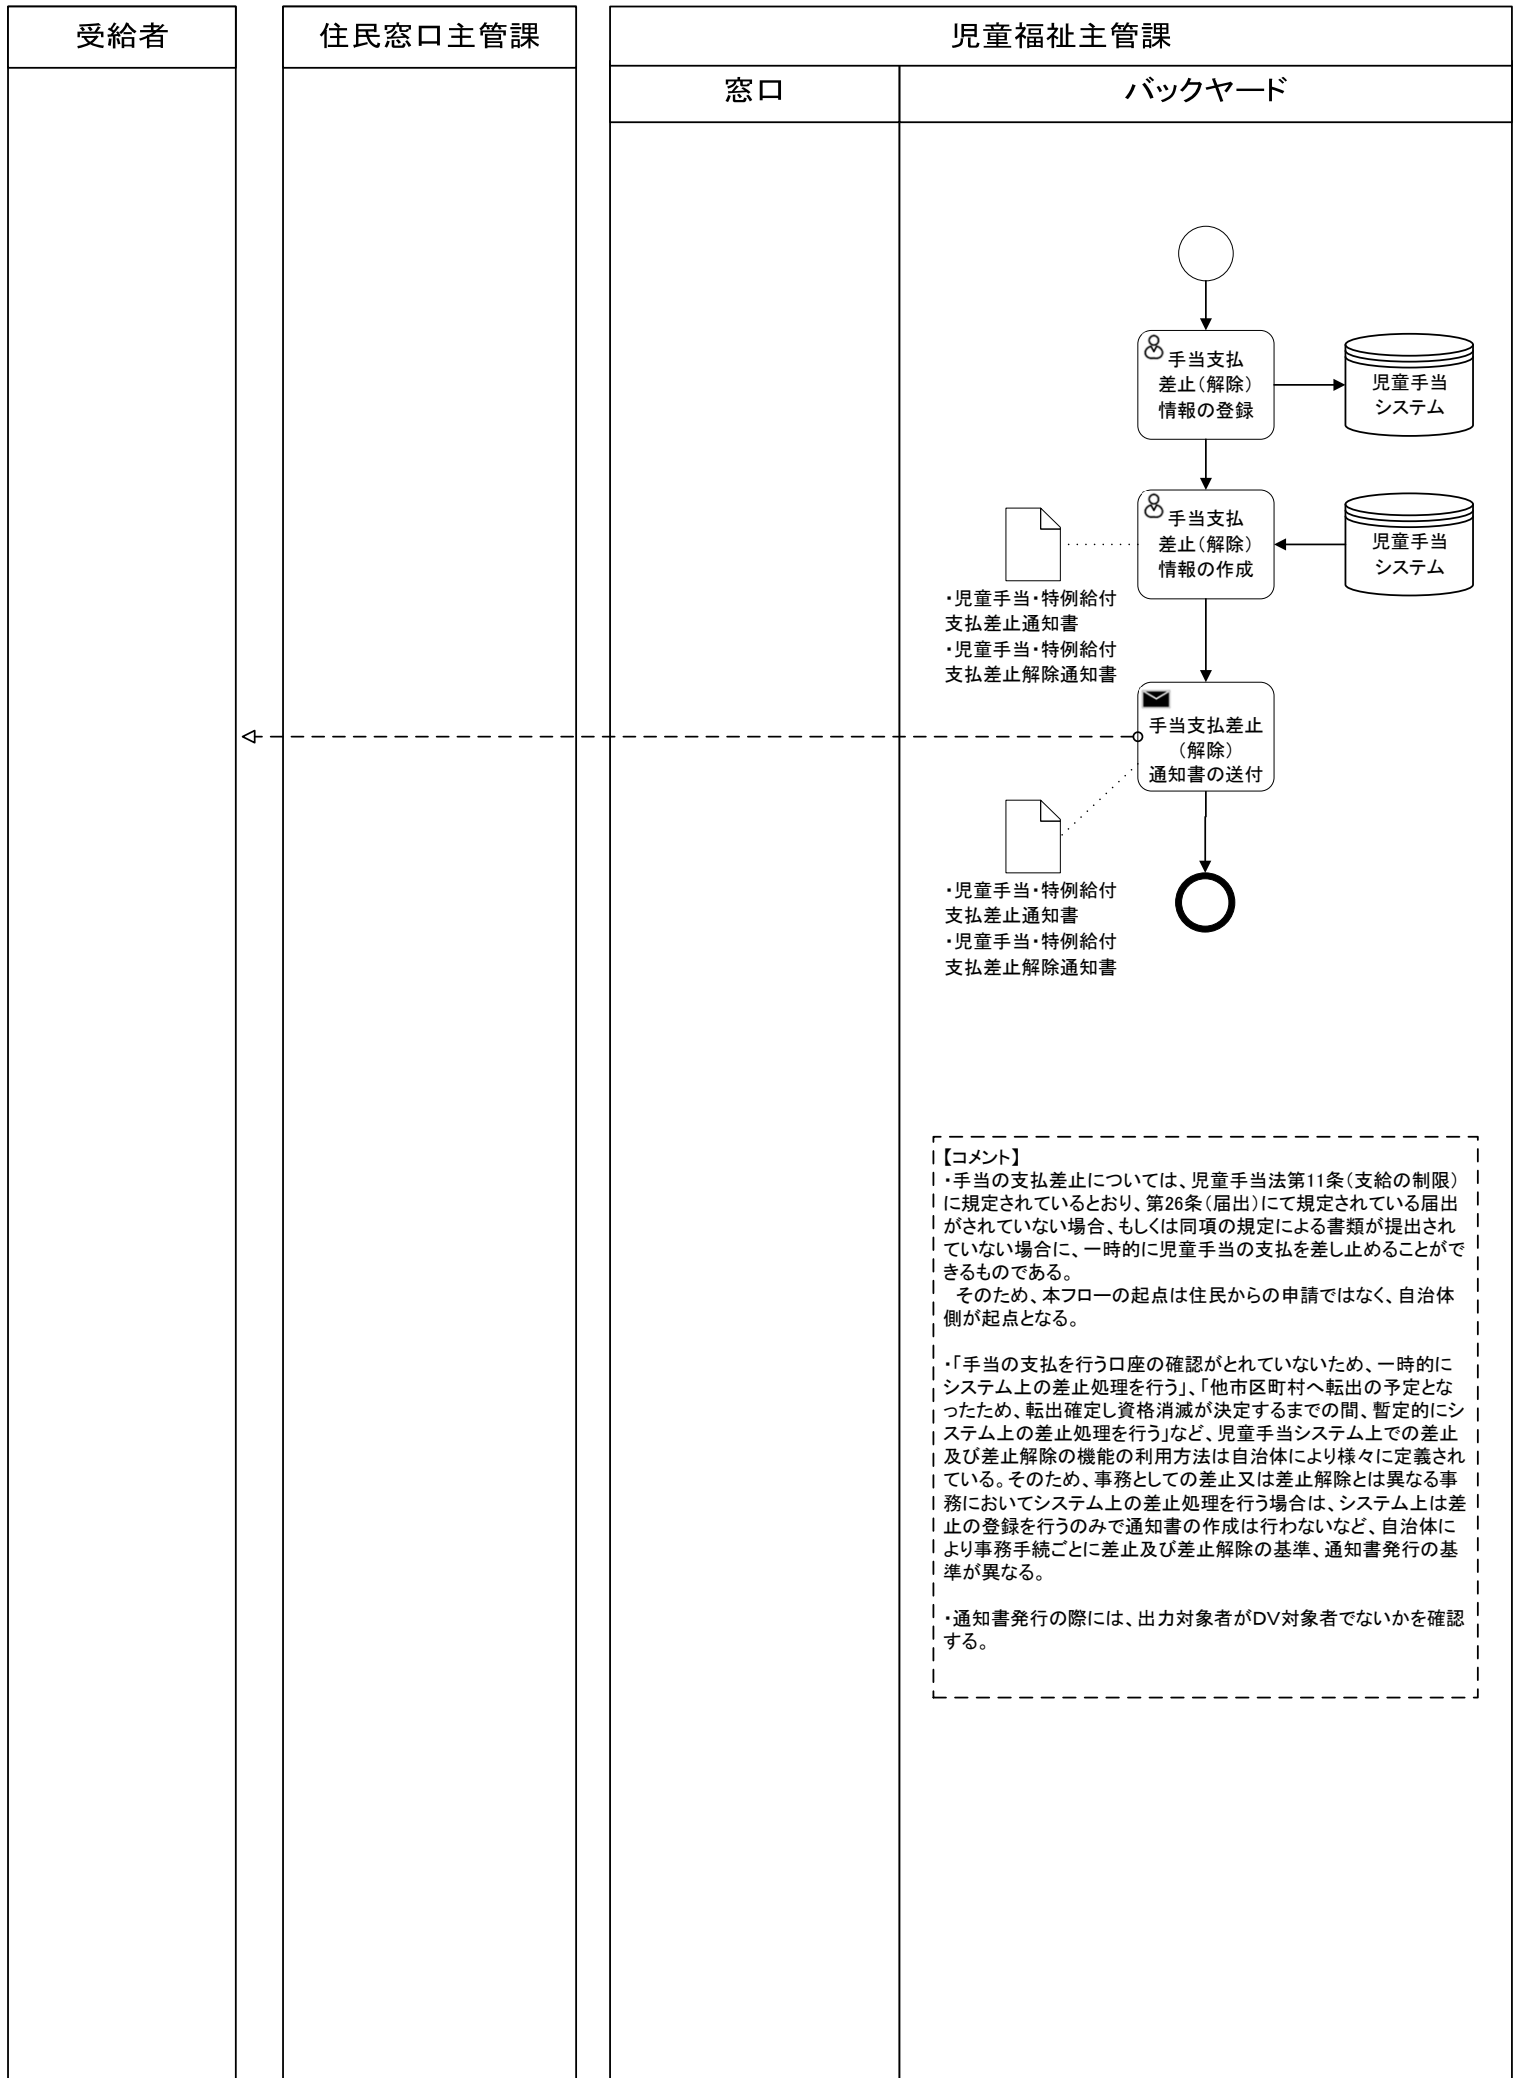 受給者
住民窓口主管課
児童福祉主管課
窓口
バックヤード
手当支払
差止（解除）
情報の登録
児童手当
システム
手当支払
差止（解除）
情報の作成
児童手当
システム
・児童手当・特例給付
支払差止通知書
・児童手当・特例給付
支払差止解除通知書
手当支払差止
（解除）
通知書の送付
・児童手当・特例給付
支払差止通知書
・児童手当・特例給付
支払差止解除通知書
【コメント】
・手当の支払差止については、児童手当法第11条（支給の制限）
に規定されているとおり、第26条（届出）にて規定されている届出
がされていない場合、もしくは同項の規定による書類が提出され
ていない場合に、一時的に児童手当の支払を差し止めることがで
きるものである。
　そのため、本フローの起点は住民からの申請ではなく、自治体
側が起点となる。
・「手当の支払を行う口座の確認がとれていないため、一時的に
システム上の差止処理を行う」、「他市区町村へ転出の予定とな
ったため、転出確定し資格消滅が決定するまでの間、暫定的にシ
ステム上の差止処理を行う」など、児童手当システム上での差止
及び差止解除の機能の利用方法は自治体により様々に定義され
ている。そのため、事務としての差止又は差止解除とは異なる事
務においてシステム上の差止処理を行う場合は、システム上は差
止の登録を行うのみで通知書の作成は行わないなど、自治体に
より事務手続ごとに差止及び差止解除の基準、通知書発行の基
準が異なる。
・通知書発行の際には、出力対象者がＤＶ対象者でないかを確認
する。